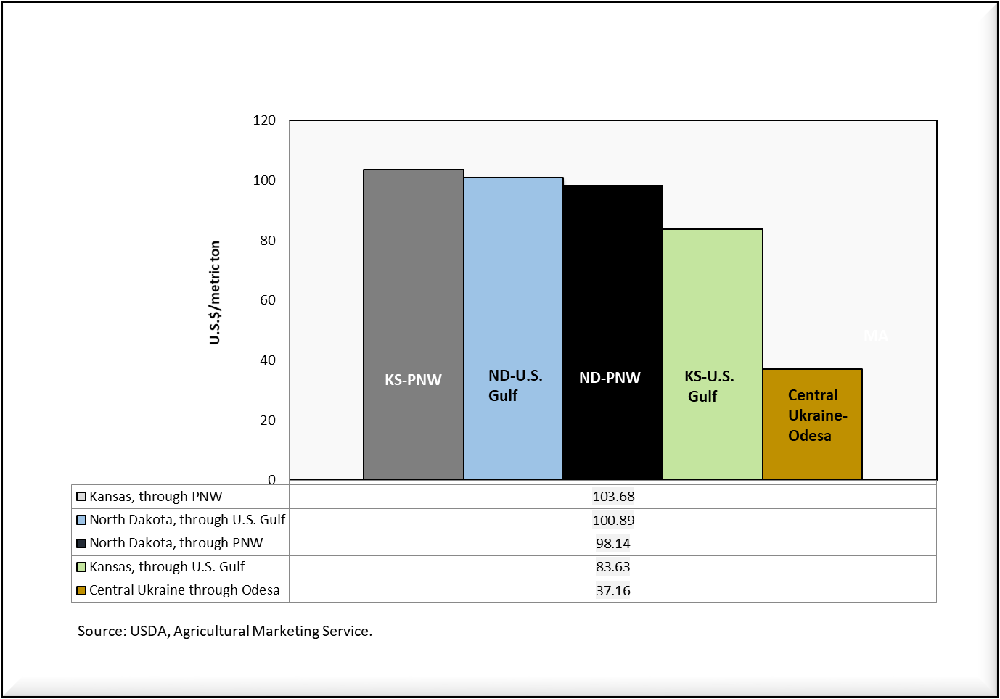 120
100
80
60
40
20
0
U.S.$/metric ton
KS-PNW
ND-U.S.
Gulf
ND-PNW
KS-U.S.
Gulf
Central
Ukraine-
Odesa
MA
Kansas, through PNW 103.68
North Dakota, through U.S. Gulf 100.89
North Dakota, through PNW 98.14
Kansas, through U.S. Gulf 83.63
Central Ukraine through Odesa 37.16
Source: USDA, Agricultural Marketing Service.